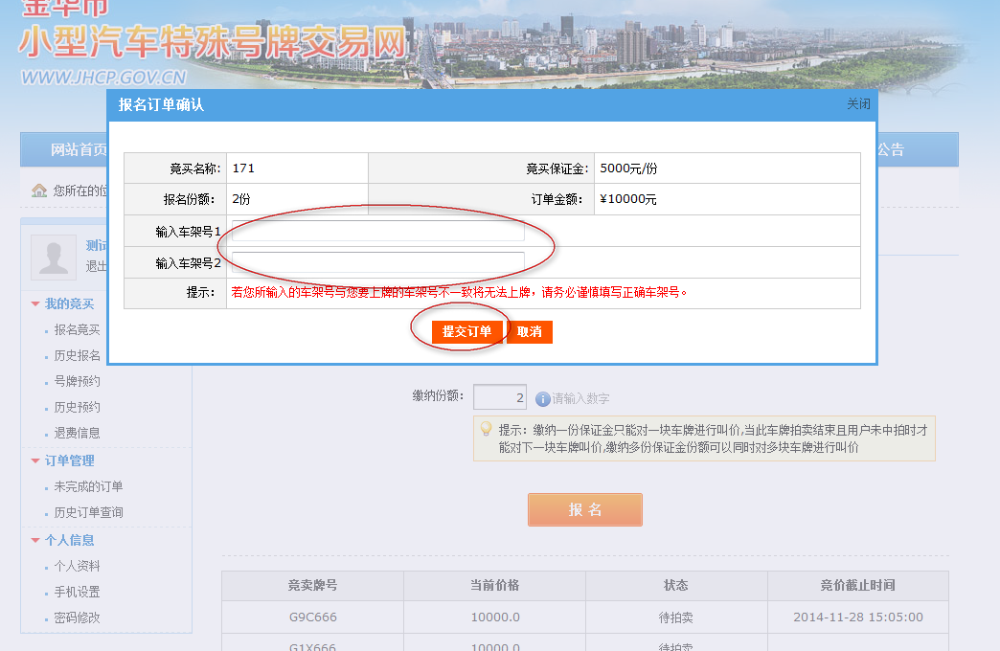 金华市
小型汽车特殊号牌交易网
WWW.JHCP.GOV.CN
报名订单确认 关闭
网站首页 公告
您所在的位
竞买名称: 171 竞买保证金: 5000元/份
报名份额: 2份 订单金额: ¥10000元
输入车架号1
输入车架号2
提示: 若您所输入的车架号与您要上牌的车架号不一致将无法上牌，请务必谨慎填写正确车架号。
提交订单 取消
测试
退出
我的竞买
报名竞买
历史报名
号牌预约
历史预约
退费信息
订单管理
未完成的订单
历史订单查询
个人信息
个人资料
手机设置
密码修改
缴纳份额: 2 请输入数字
提示：缴纳一份保证金只能对一块车牌进行叫价,当此车牌拍卖结束且用户未中拍时才
能对下一块车牌叫价,缴纳多份保证金份额可以同时对多块车牌进行叫价
报 名
竞卖牌号 当前价格 状态 竞价截止时间
G9C666 10000.0 待拍卖 2014-11-28 15:05:00
G1X666 10000.0 待拍卖